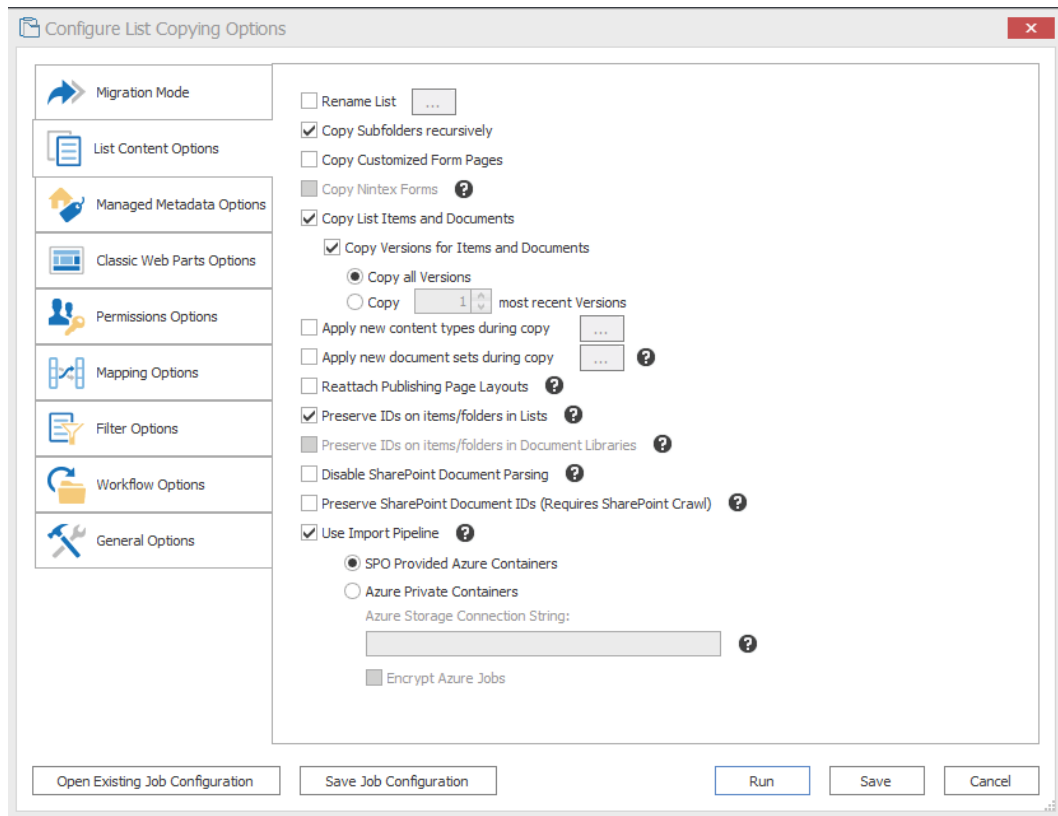 Configure List Copying Options
Migration Mode
List Content Options
Managed Metadata Options
Classic Web Parts Options
Permissions Options
Mapping Options
Filter Options
Workflow Options
General Options
Rename List ...
Copy Subfolders recursively
Copy Customized Form Pages
Copy Nintex Forms ?
Copy List Items and Documents
Copy Versions for Items and Documents
Copy all Versions
Copy 1 most recent Versions
Apply new content types during copy ...
Apply new document sets during copy ... ?
Reattach Publishing Page Layouts ?
Preserve IDs on items/folders in Lists ?
Preserve IDs on items/folders in Document Libraries ?
Disable SharePoint Document Parsing ?
Preserve SharePoint Document IDs (Requires SharePoint Crawl) ?
Use Import Pipeline ?
SPO Provided Azure Containers
Azure Private Containers
Azure Storage Connection String:
?
Encrypt Azure Jobs
Open Existing Job Configuration Save Job Configuration Run Save Cancel